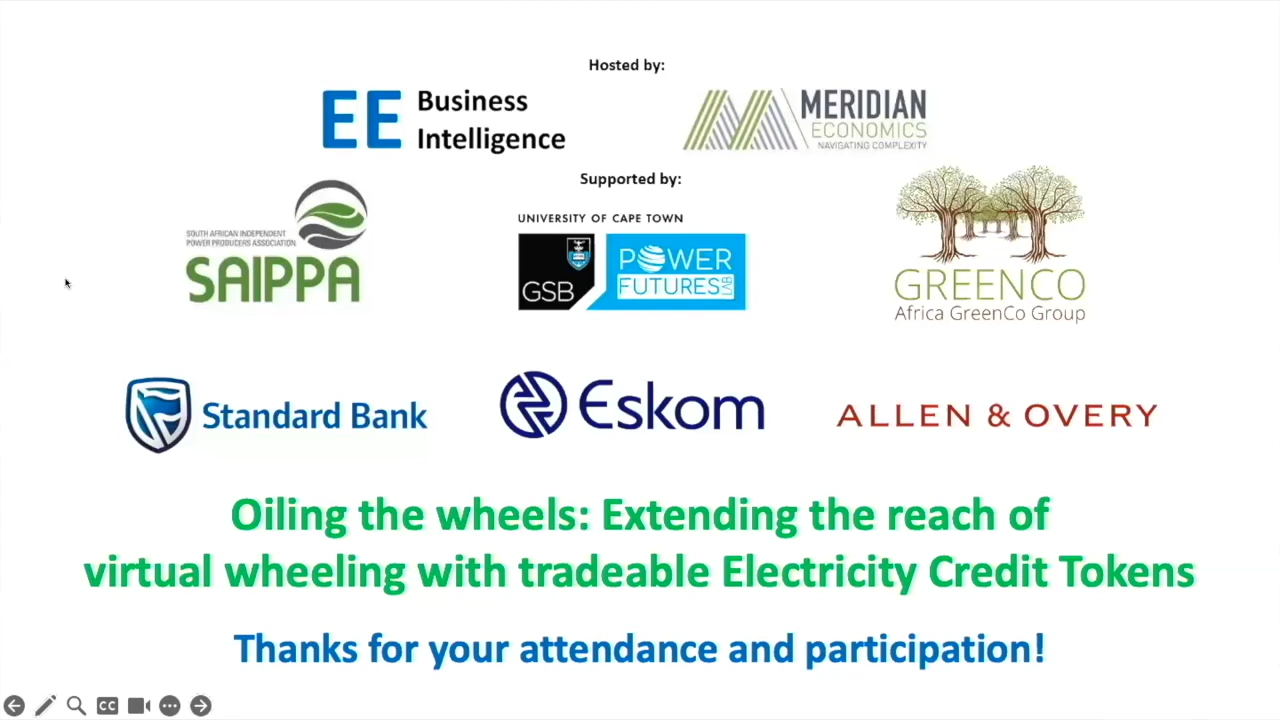 Hosted by:
EE Business
Intelligence
MERIDIAN
ECONOMICS
NAVIGATING COMPLEXITY
Supported by:
SOUTH AFRICAN INDEPENDENT
POWER PRODUCERS ASSOCIATION
SAIPPA
UNIVERSITY OF CAPE TOWN
GSB
POWER
FUTURES LAB
GREENCO
Africa GreenCo Group
Standard Bank
Eskom
ALLEN & OVERY
Oiling the wheels: Extending the reach of
virtual wheeling with tradeable Electricity Credit Tokens
Thanks for your attendance and participation!
CC